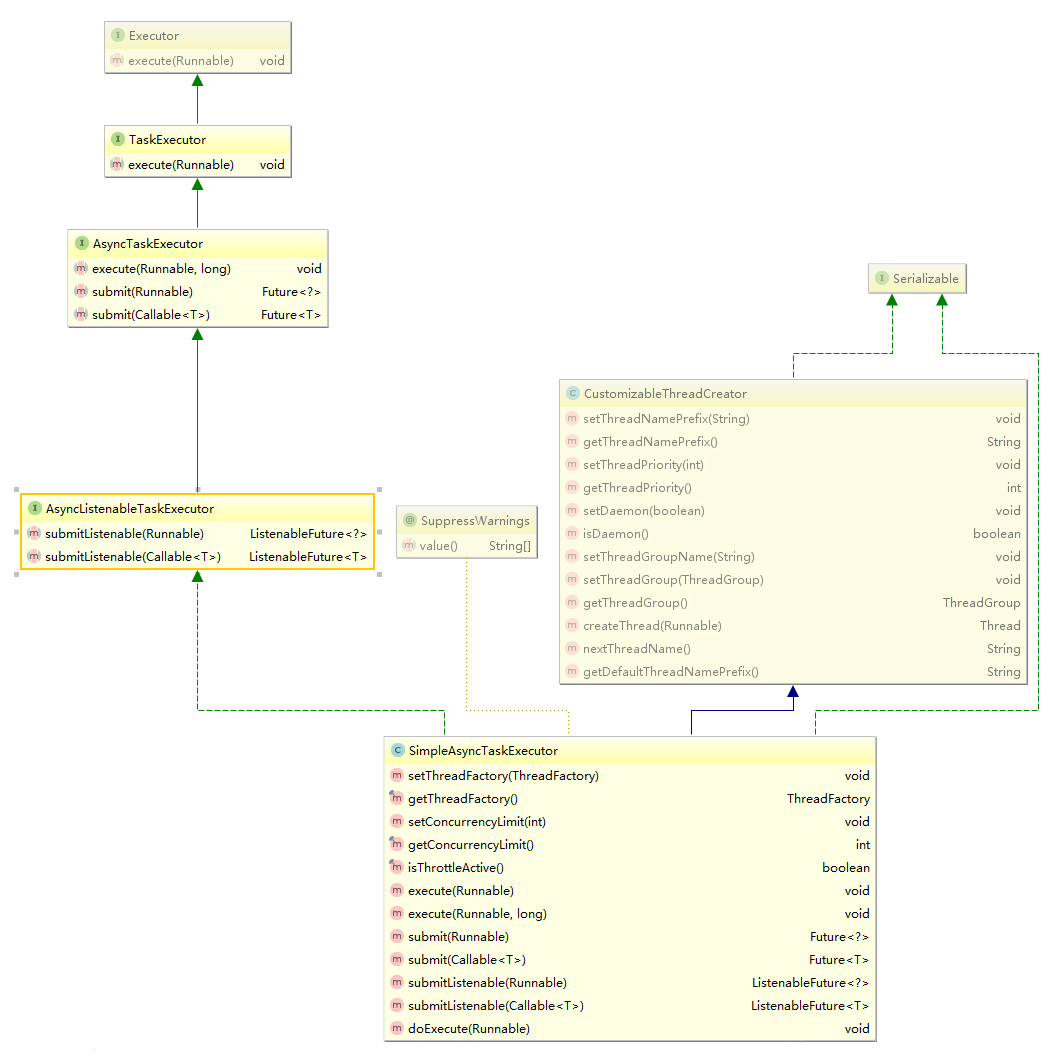 Executor
execute(Runnable) void
TaskExecutor
execute(Runnable) void
AsyncTaskExecutor
execute(Runnable, long) void
submit(Runnable) Future<?>
submit(Callable<T>) Future<T>
Serializable
CustomizableThreadCreator
setThreadNamePrefix(String) void
getThreadNamePrefix() String
setThreadPriority(int) void
getThreadPriority() int
setDaemon(boolean) void
isDaemon() boolean
setThreadGroupName(String) void
setThreadGroup(ThreadGroup) void
getThreadGroup() ThreadGroup
createThread(Runnable) Thread
nextThreadName() String
getDefaultThreadNamePrefix() String
AsyncListenableTaskExecutor
submitListenable(Runnable) ListenableFuture<?>
submitListenable(Callable<T>) ListenableFuture<T>
SuppressWarnings
value() String[]
SimpleAsyncTaskExecutor
setThreadFactory(ThreadFactory) void
getThreadFactory() ThreadFactory
setConcurrencyLimit(int) void
getConcurrencyLimit() int
isThrottleActive() boolean
execute(Runnable) void
execute(Runnable, long) void
submit(Runnable) Future<?>
submit(Callable<T>) Future<T>
submitListenable(Runnable) ListenableFuture<?>
submitListenable(Callable<T>) ListenableFuture<T>
doExecute(Runnable) void